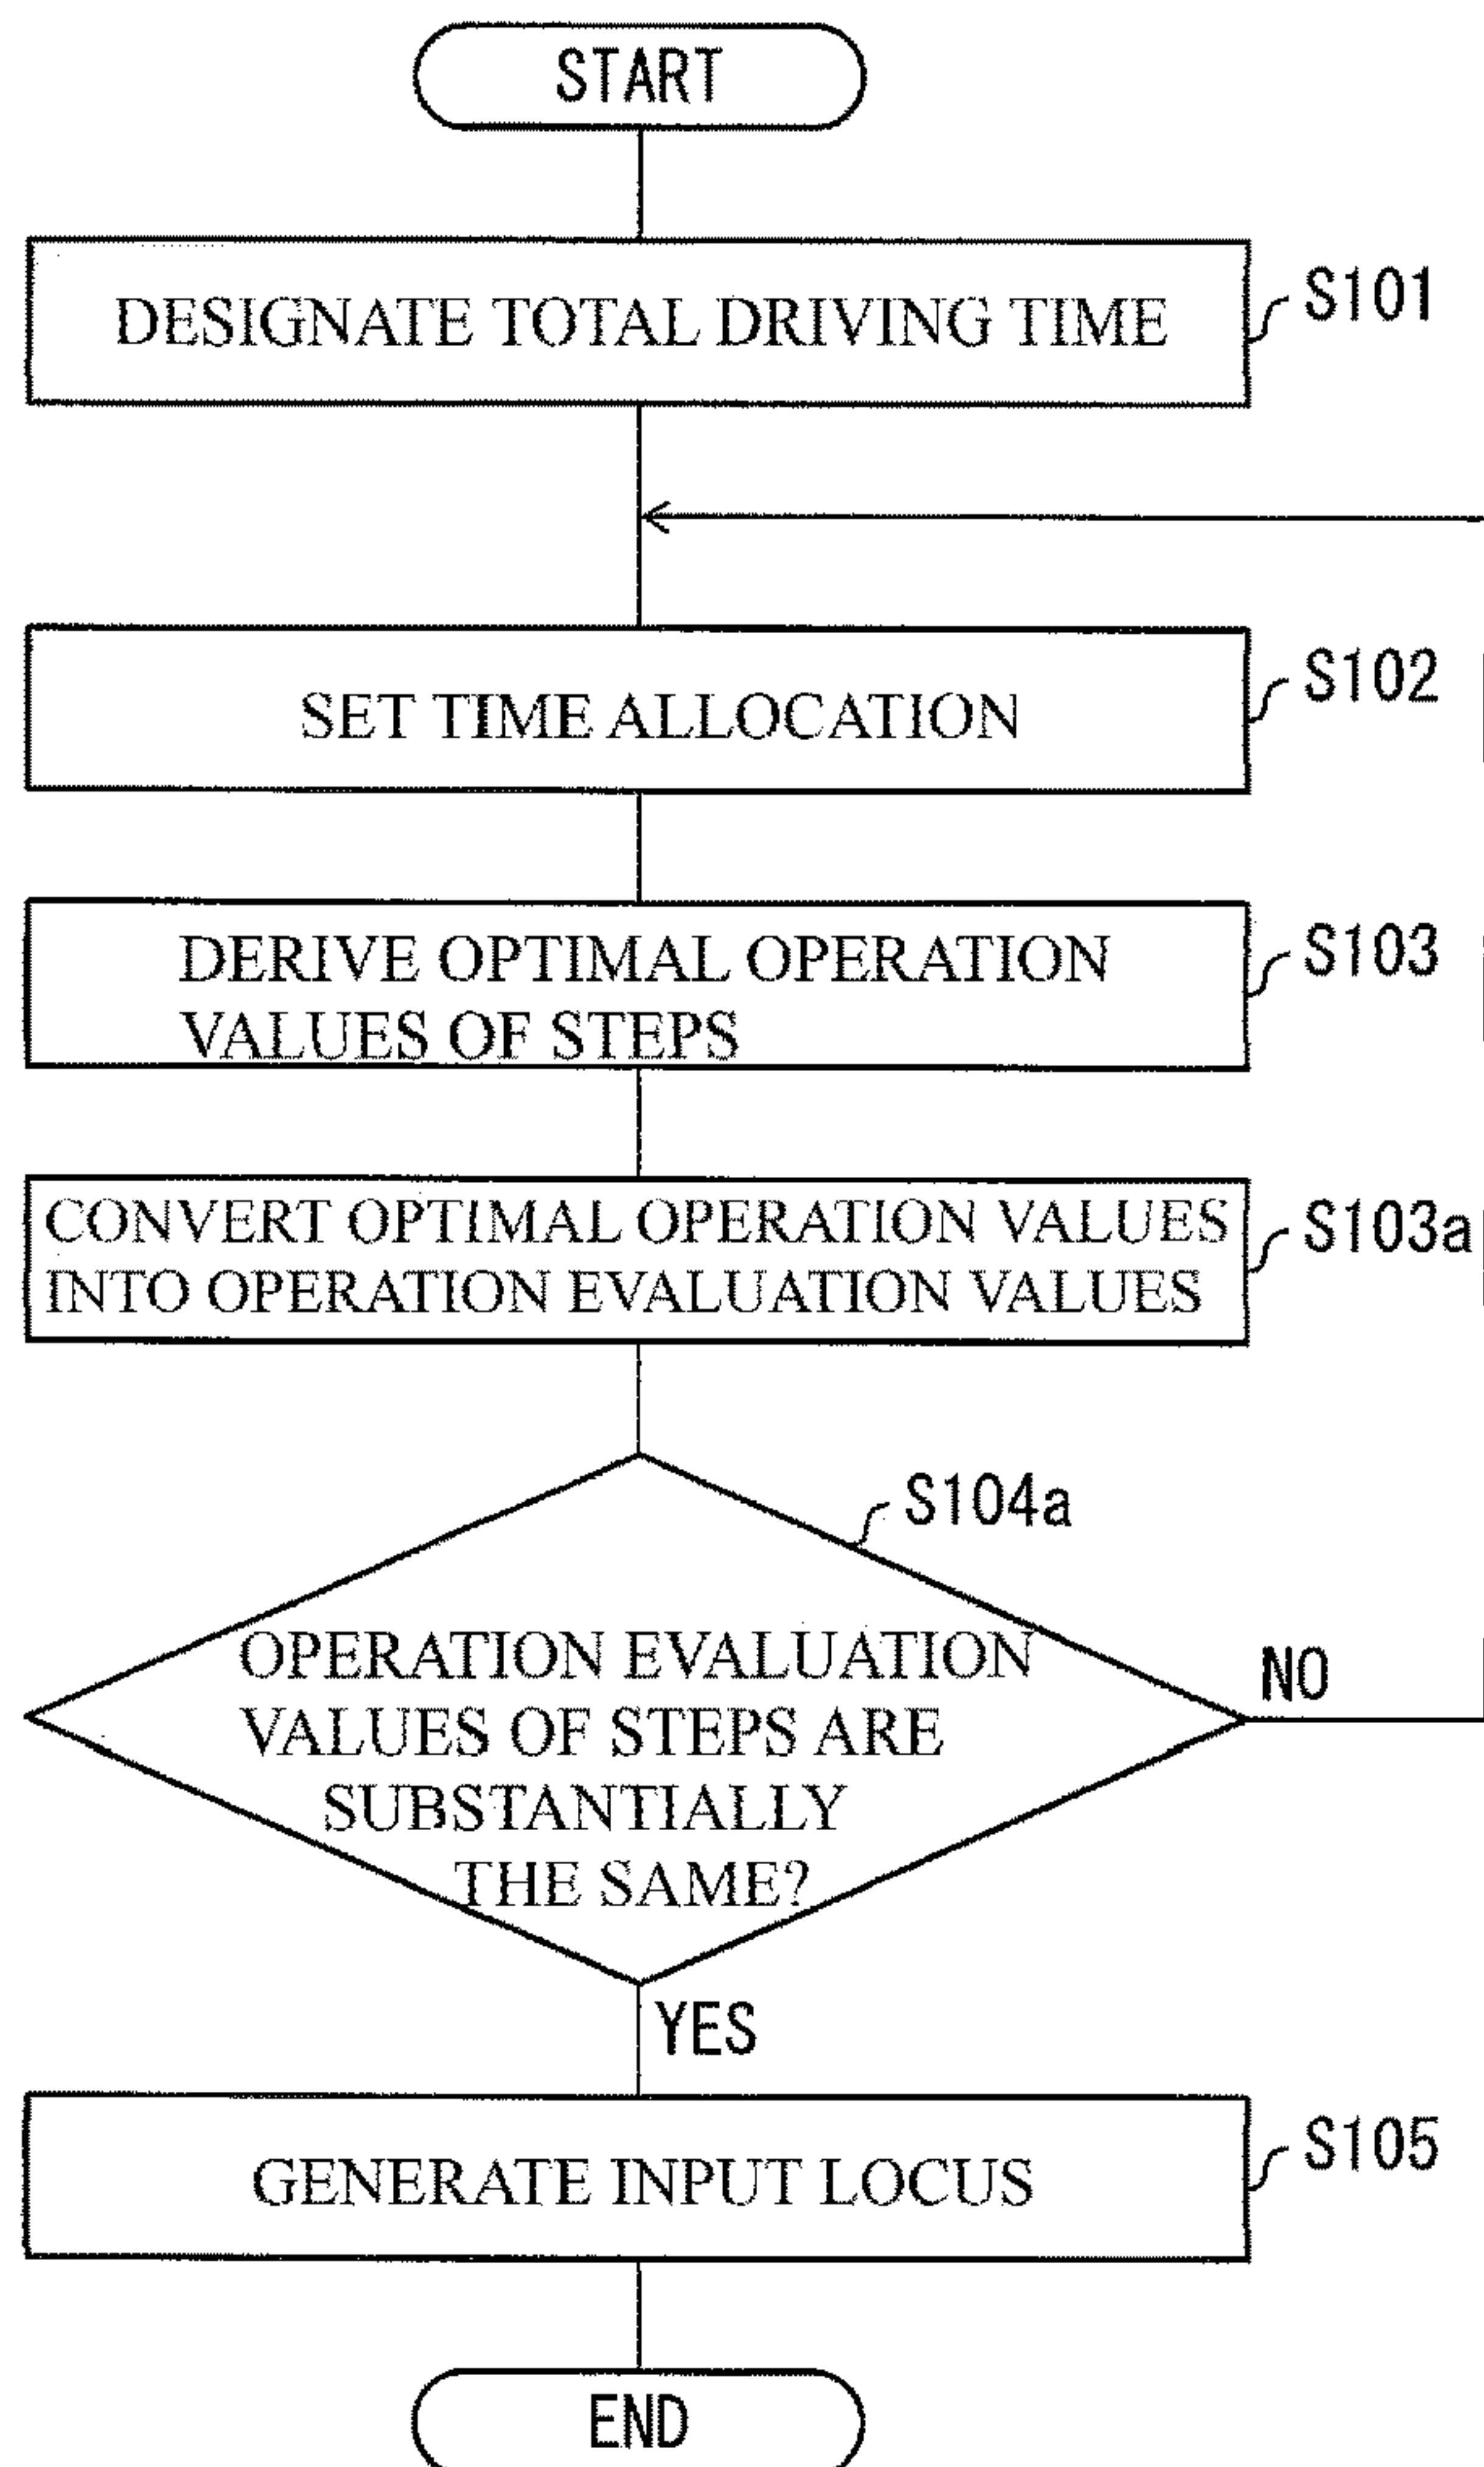 START
DESIGNATE TOTAL DRIVING TIME
S101
SET TIME ALLOCATION
S102
DERIVE OPTIMAL OPERATION
VALUES OF STEPS
S103
CONVERT OPTIMAL OPERATION VALUES
INTO OPERATION EVALUATION VALUES
S103a
S104a
OPERATION EVALUATION
VALUES OF STEPS ARE
SUBSTANTIALLY
THE SAME?
NO
YES
GENERATE INPUT LOCUS
S105
END